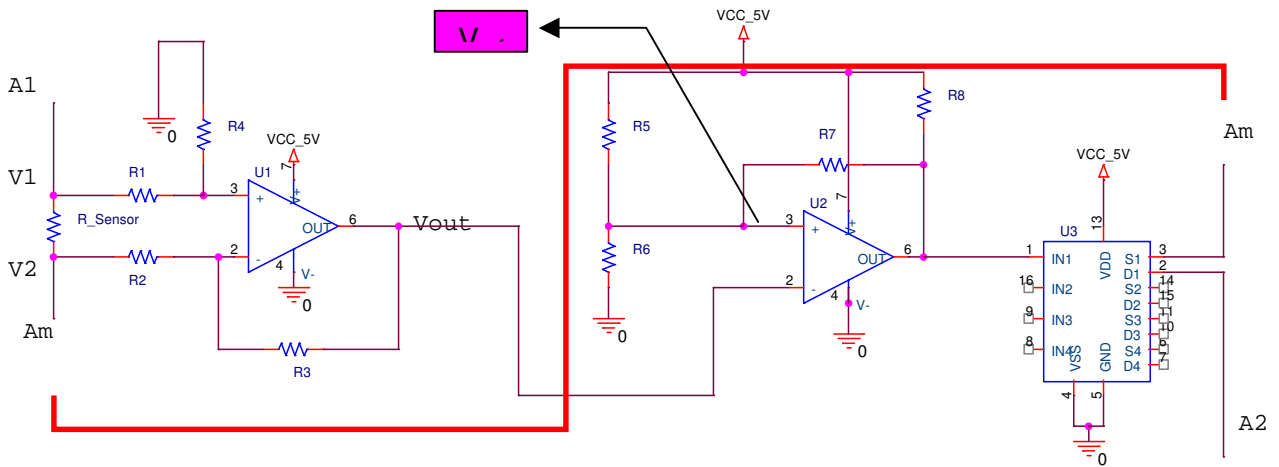 A1
V1
V2
Am
R_Sensor
R1
R2
R4
0
VCC_5V
7
U1
3
+
V+
2
-
OUT
6
4
V-
0
R3
Vout
VCC_5V
R5
R6
0
R7
R8
U2
7
3
+
V+
2
-
OUT
6
4
V-
0
VCC_5V
13
U3
1
IN1
VDD
S1
3
D1
2
16
IN2
S2
14
D2
15
9
IN3
S3
11
D3
10
8
IN4
S4
6
D4
7
VSS
GND
4
5
0
Am
A2